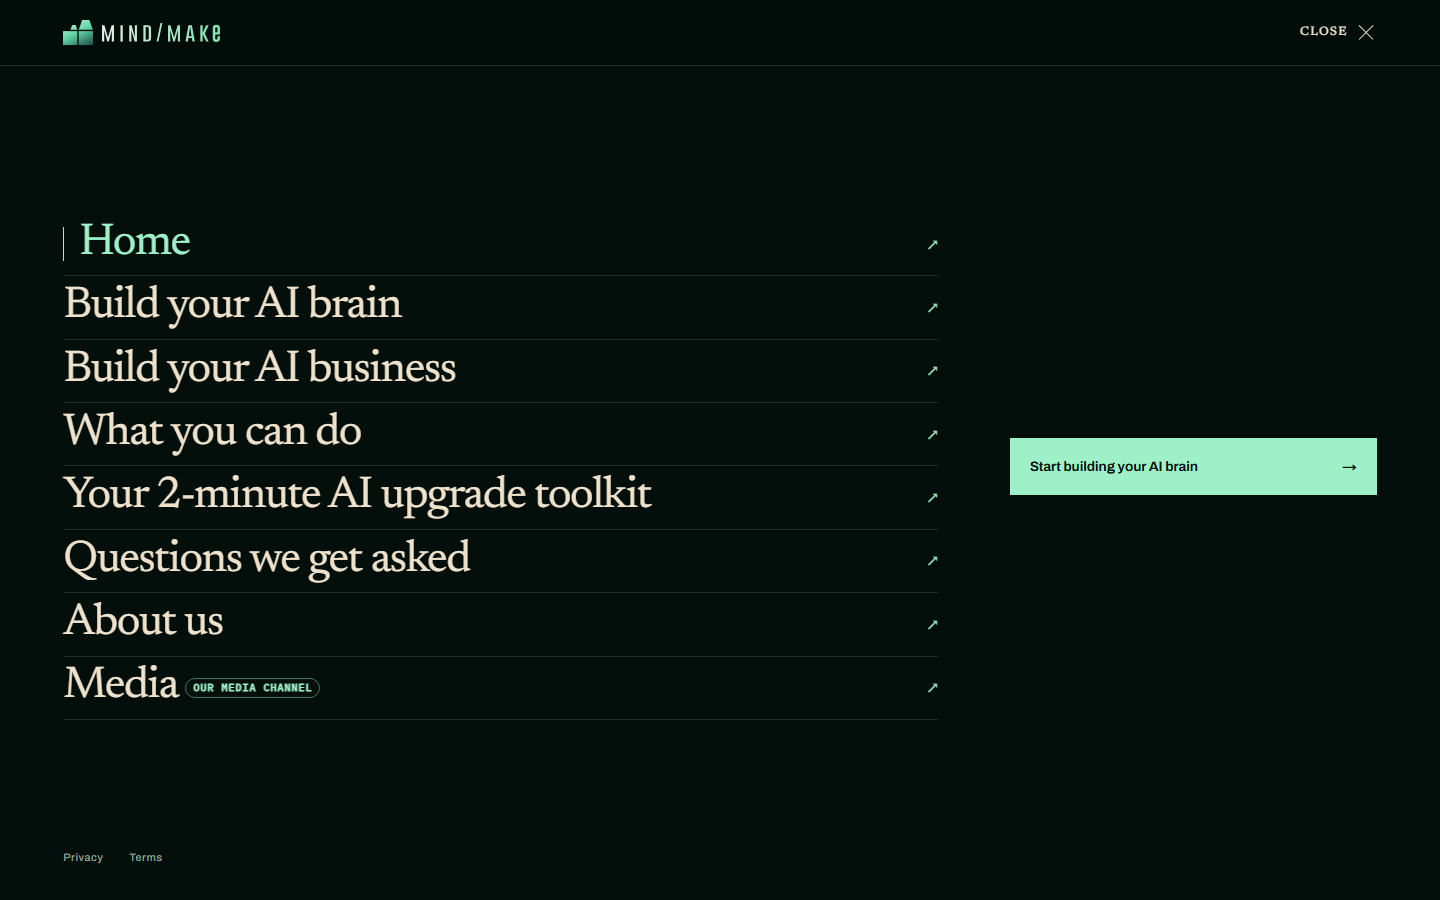 MIND/MAKE
CLOSE
Home
Build your AI brain
Build your AI business
What you can do
Your 2-minute AI upgrade toolkit
Questions we get asked
About us
Media OUR MEDIA CHANNEL
Start building your AI brain →
Privacy Terms